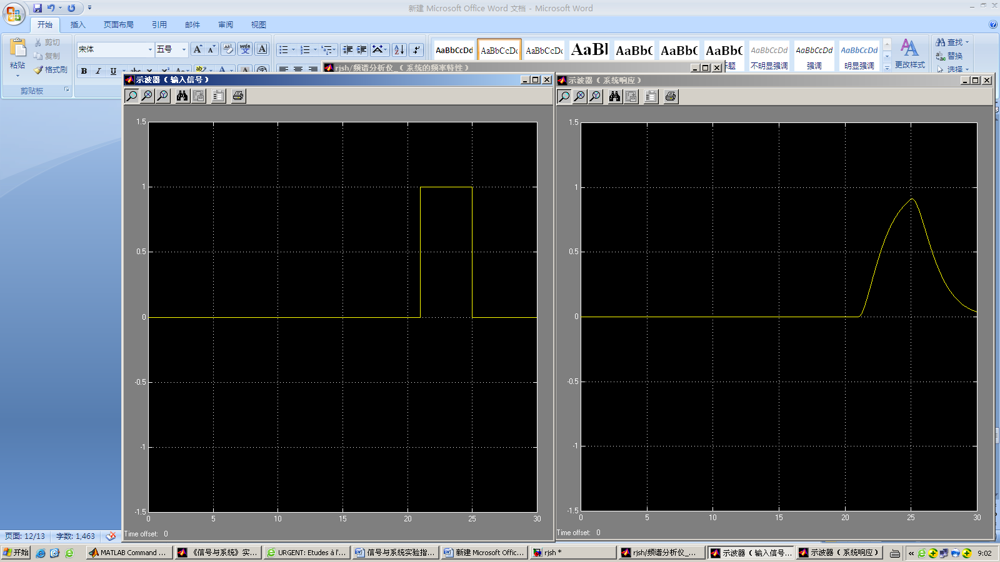 新建 Microsoft Office Word 文档 - Microsoft Word
开始 插入 页面布局 引用 邮件 审阅 视图
粘贴
剪切
复制
格式刷
剪贴板
宋体 五号
B I U abc
AaBbCcDd AaBbCcDc AaBbCcDc AaBl AaBbC AaBbC AaBbC AaBbCcDd AaBbCcDd AaBbCcDd
标题 不明显强调 强调 明显强调
更改样式
查找
替换
选择
rjsh/频谱分析仪_（系统的频率特性）
示波器（输入信号）
1.5
1
0.5
0
-0.5
-1
-1.5
0 5 10 15 20 25 30
Time offset: 0
示波器（系统响应）
1.5
1
0.5
0
-0.5
-1
-1.5
0 5 10 15 20 25 30
Time offset: 0
页面: 12/13 字数: 1,463
开始 MATLAB Command ... 《信号与系统》实... URGENT: Etudes à l'... 信号与系统实验指... 新建 Microsoft Offic... rjsh * rjsh/频谱分析仪_... 示波器（输入信号... 示波器（系统响应） 9:02